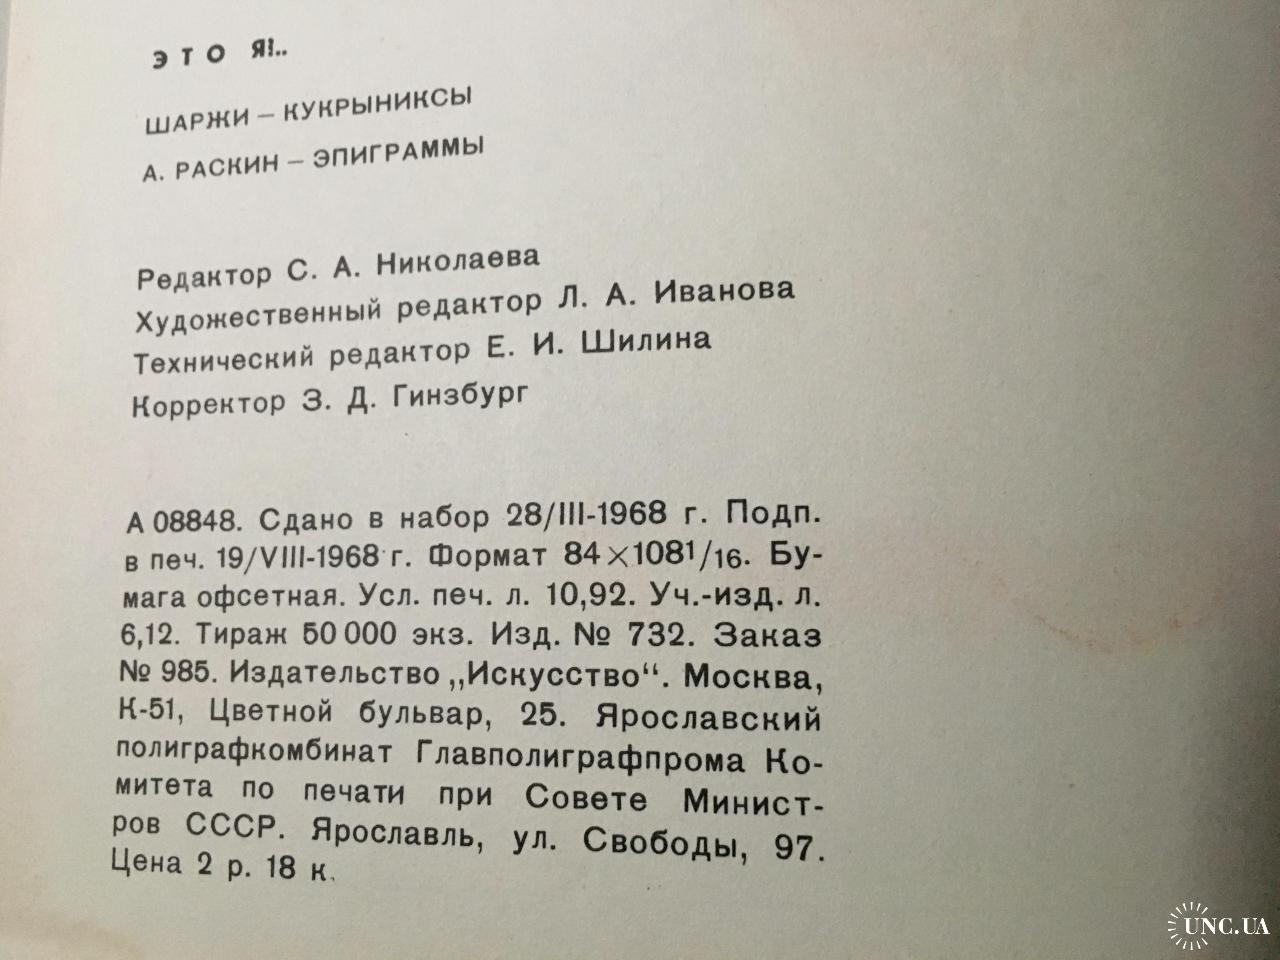 ЭТО Я!..
ШАРЖИ — КУКРЫНИКСЫ
А. РАСКИН — ЭПИГРАММЫ
Редактор С. А. Николаева
Художественный редактор Л. А. Иванова
Технический редактор Е. И. Шилина
Корректор З. Д. Гинзбург
А 08848. Сдано в набор 28/III-1968 г. Подп.
в печ. 19/VIII-1968 г. Формат 84×108¹/16. Бу-
мага офсетная. Усл. печ. л. 10,92. Уч.-изд. л.
6,12. Тираж 50 000 экз. Изд. № 732. Заказ
№ 985. Издательство „Искусство“. Москва,
К-51, Цветной бульвар, 25. Ярославский
полиграфкомбинат Главполиграфпрома Ко-
митета по печати при Совете Минист-
ров СССР. Ярославль, ул. Свободы, 97.
Цена 2 р. 18 к.
UNC.UA